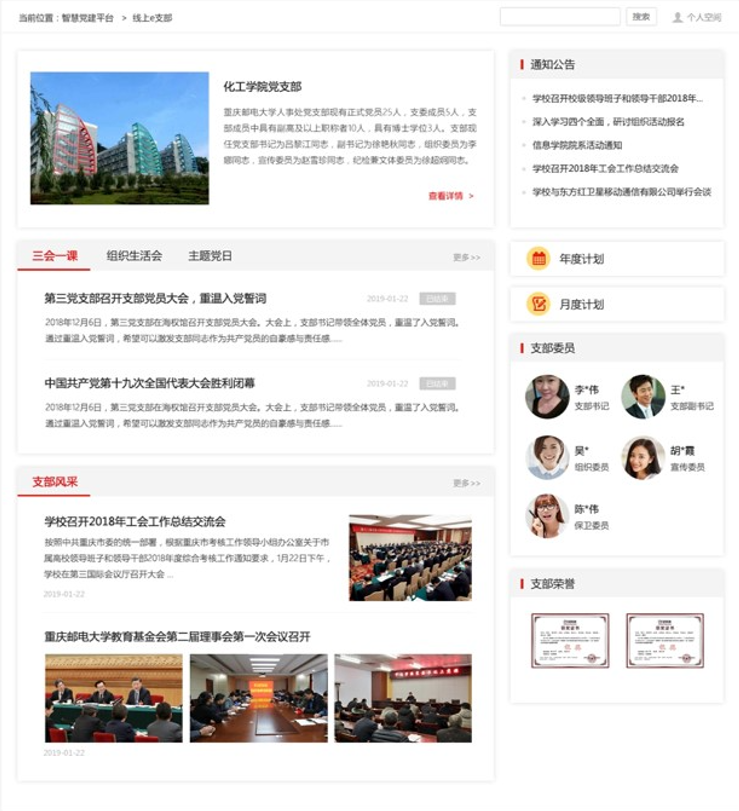 当前位置：智慧党建平台 > 线上e支部
搜索
个人空间
化工学院党支部
重庆邮电大学人事处党支部现有正式党员25人，支委成员5人，支
部成员中具有副高及以上职称者10人，具有博士学位3人。支部现
任党支部书记为吕黎江同志，副书记为徐艳秋同志，组织委员为李
娜同志，宣传委员为赵雪珍同志，纪检兼文体委员为徐超炯同志。
查看详情 >
通知公告
学校召开校级领导班子和领导干部2018年...
深入学习四个全面，研讨组织活动报名
信息学院院系活动通知
学校召开2018年工会工作总结交流会
学校与东方红卫星移动通信有限公司举行会谈
三会一课
组织生活会
主题党日
更多>>
第三党支部召开支部党员大会，重温入党誓词
2019-01-22
已结束
2018年12月6日，第三党支部在海权馆召开支部党员大会。大会上，支部书记带领全体党员，重温了入党誓词。
通过重温入党誓词，希望可以激发支部同志作为共产党员的自豪感与责任感......
中国共产党第十九次全国代表大会胜利闭幕
2019-01-22
已结束
2018年12月6日，第三党支部在海权馆召开支部党员大会。大会上，支部书记带领全体党员，重温了入党誓词。
通过重温入党誓词，希望可以激发支部同志作为共产党员的自豪感与责任感......
年度计划
月度计划
支部委员
李*伟
支部书记
王*
支部副书记
吴*
组织委员
胡*霞
宣传委员
陈*伟
保卫委员
支部风采
更多>>
学校召开2018年工会工作总结交流会
按照中共重庆市委的统一部署，根据重庆市考核工作领导小组办公室关于市
属高校领导班子和领导干部2018年度综合考核工作通知要求，1月22日下午，
学校在第三国际会议厅召开大会 ...
2019-01-22
重庆邮电大学教育基金会第二届理事会第一次会议召开
2019-01-22
支部荣誉